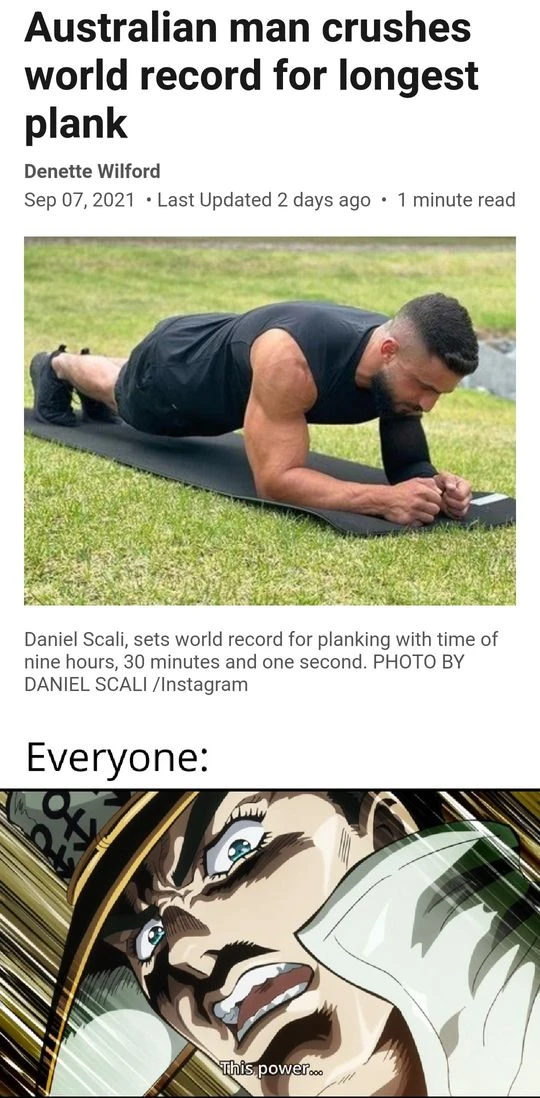 Australian man crushes
world record for longest
plank
Denette Wilford
Sep 07, 2021 • Last Updated 2 days ago • 1 minute read
Daniel Scali, sets world record for planking with time of
nine hours, 30 minutes and one second. PHOTO BY
DANIEL SCALI /Instagram
Everyone:
This power...